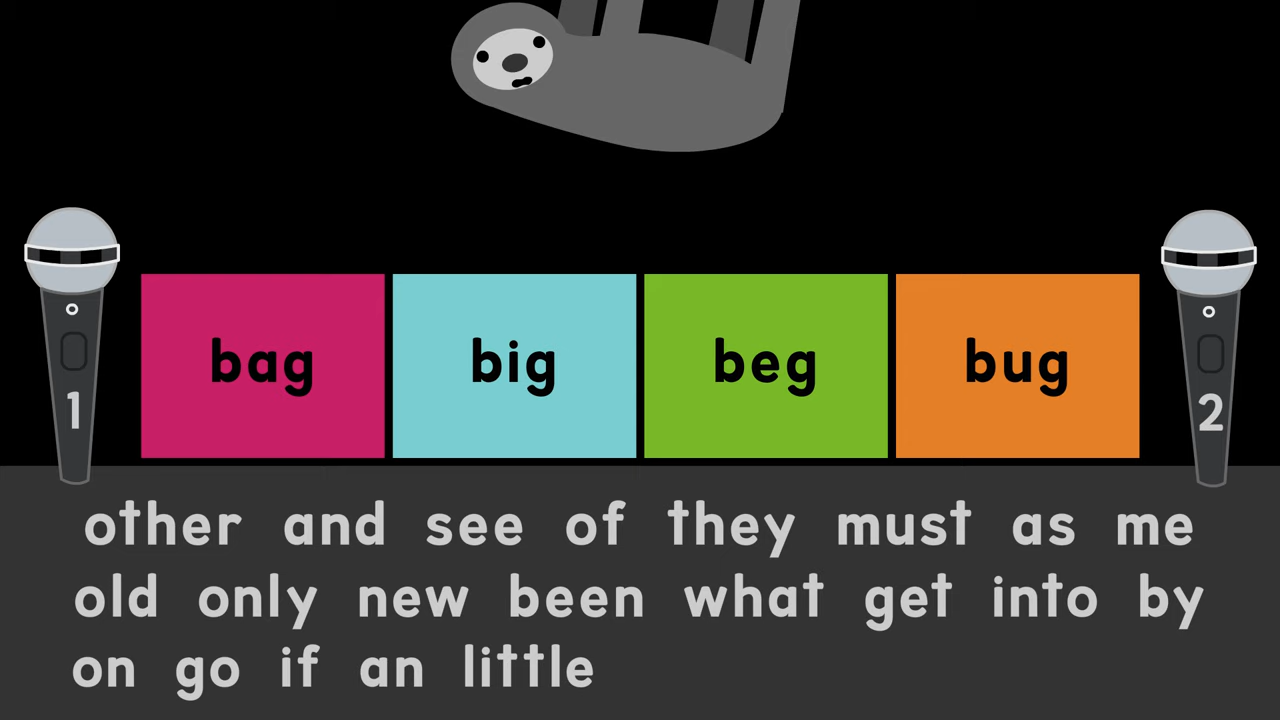 bag big beg bug
1 2
other and see of they must as me
old only new been what get into by
on go if an little